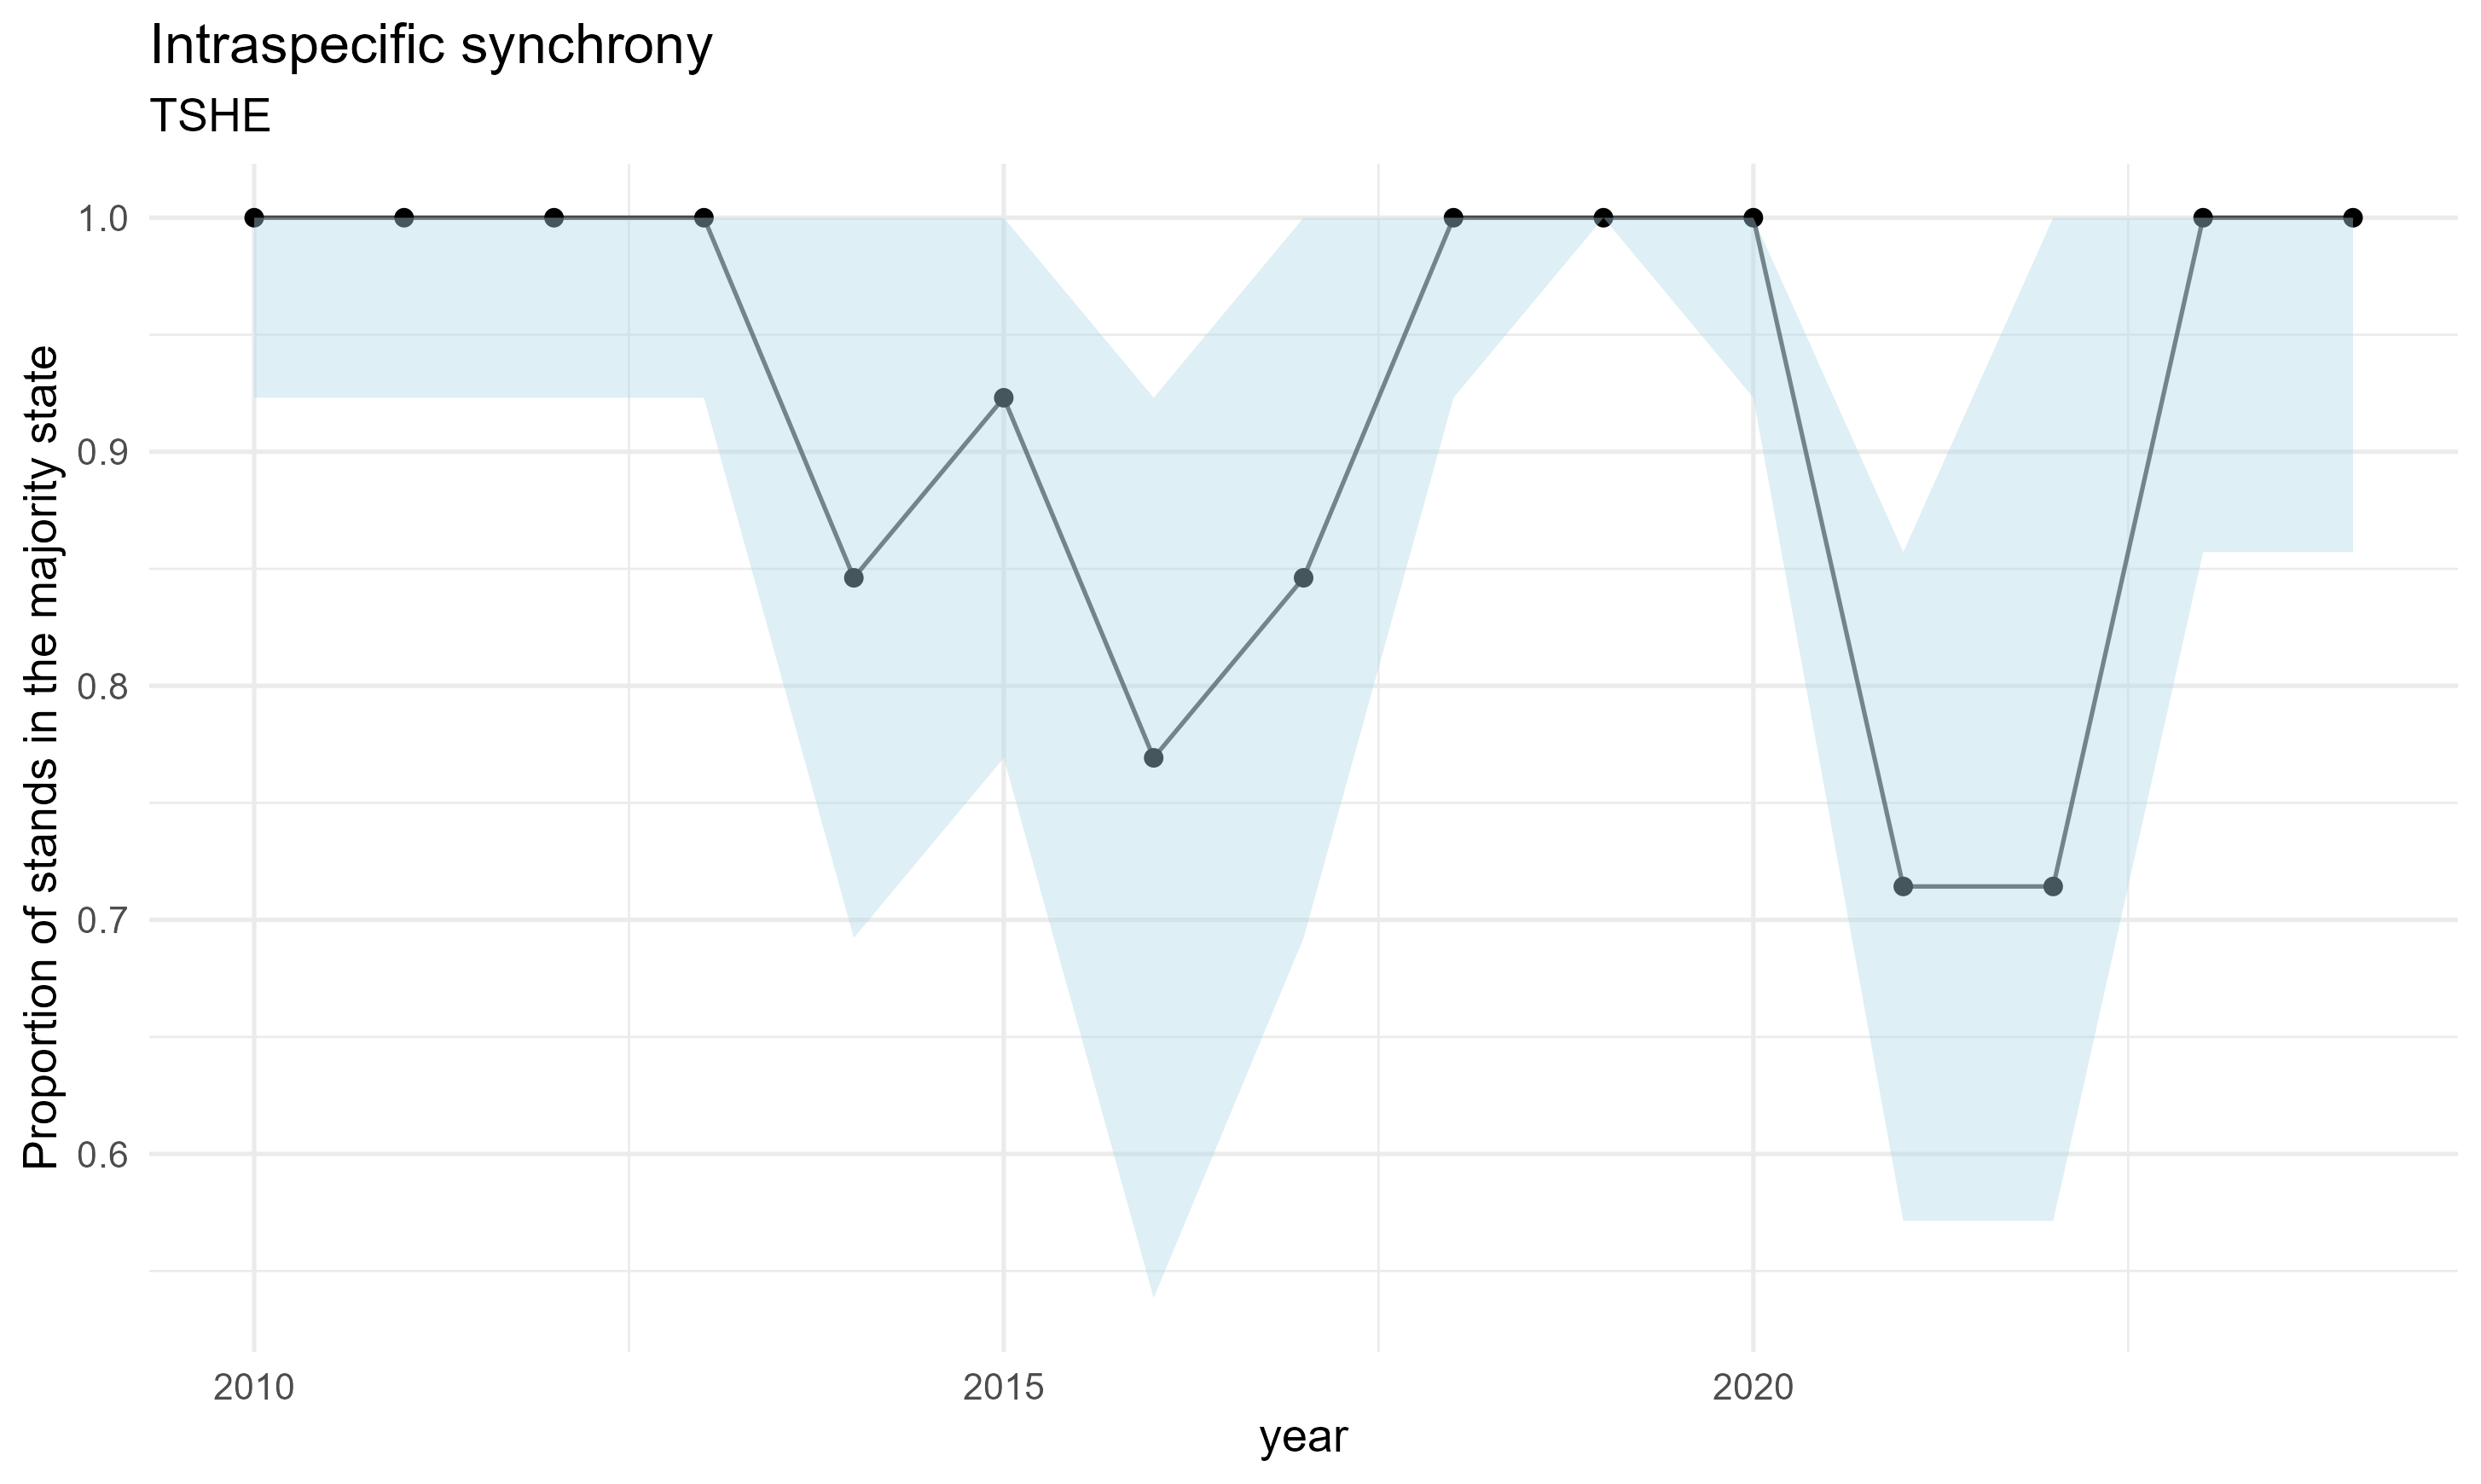 Intraspecific synchrony
TSHE
Proportion of stands in the majority state
1.0
0.9
0.8
0.7
0.6
2010
2015
2020
year